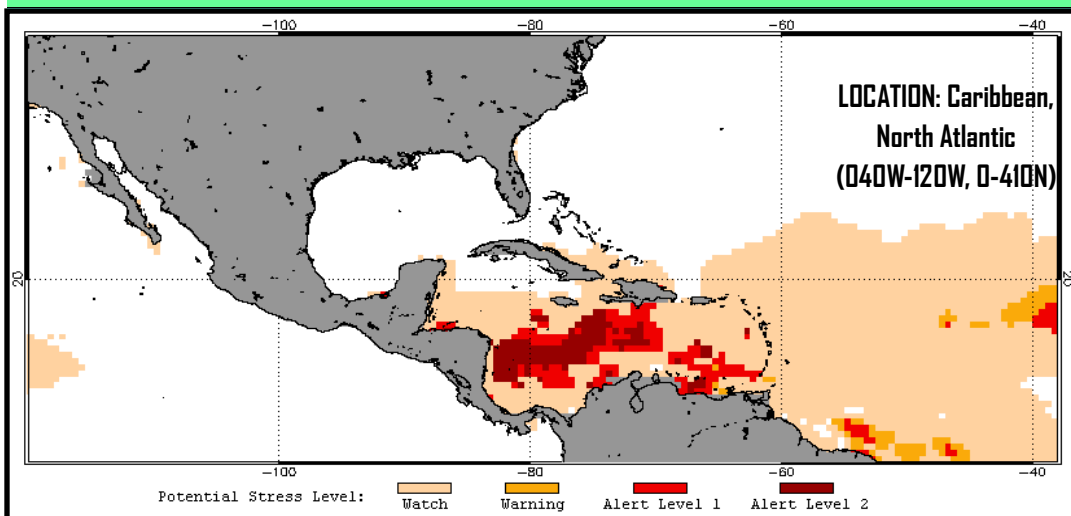 -100 -80 -60 -40
LOCATION: Caribbean,
North Atlantic
(040W-120W, 0-410N)
20 20
-100 -80 -60 -40
Potential Stress Level: Watch Warning Alert Level 1 Alert Level 2